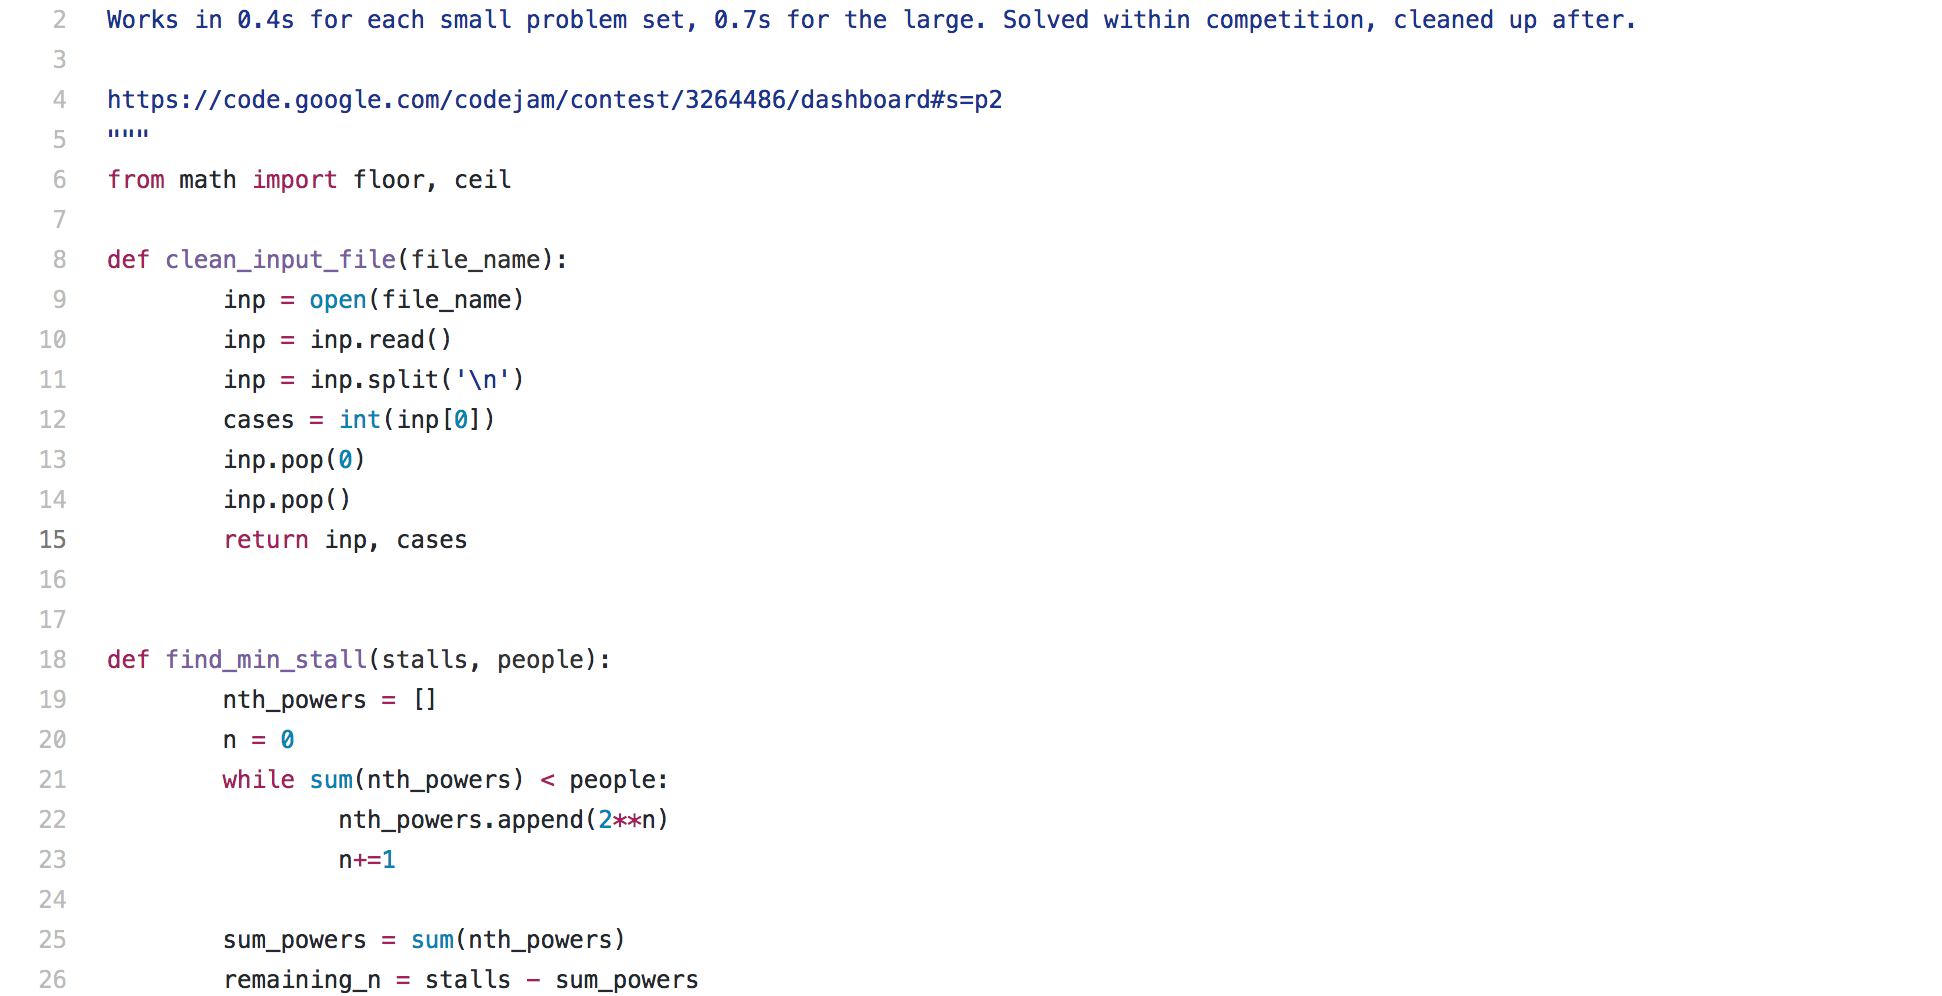 2 Works in 0.4s for each small problem set, 0.7s for the large. Solved within competition, cleaned up after.
3
4 https://code.google.com/codejam/contest/3264486/dashboard#s=p2
5 """
6 from math import floor, ceil
7
8 def clean_input_file(file_name):
9         inp = open(file_name)
10         inp = inp.read()
11         inp = inp.split('\n')
12         cases = int(inp[0])
13         inp.pop(0)
14         inp.pop()
15         return inp, cases
16
17
18 def find_min_stall(stalls, people):
19         nth_powers = []
20         n = 0
21         while sum(nth_powers) < people:
22                 nth_powers.append(2**n)
23                 n+=1
24
25         sum_powers = sum(nth_powers)
26         remaining_n = stalls - sum_powers